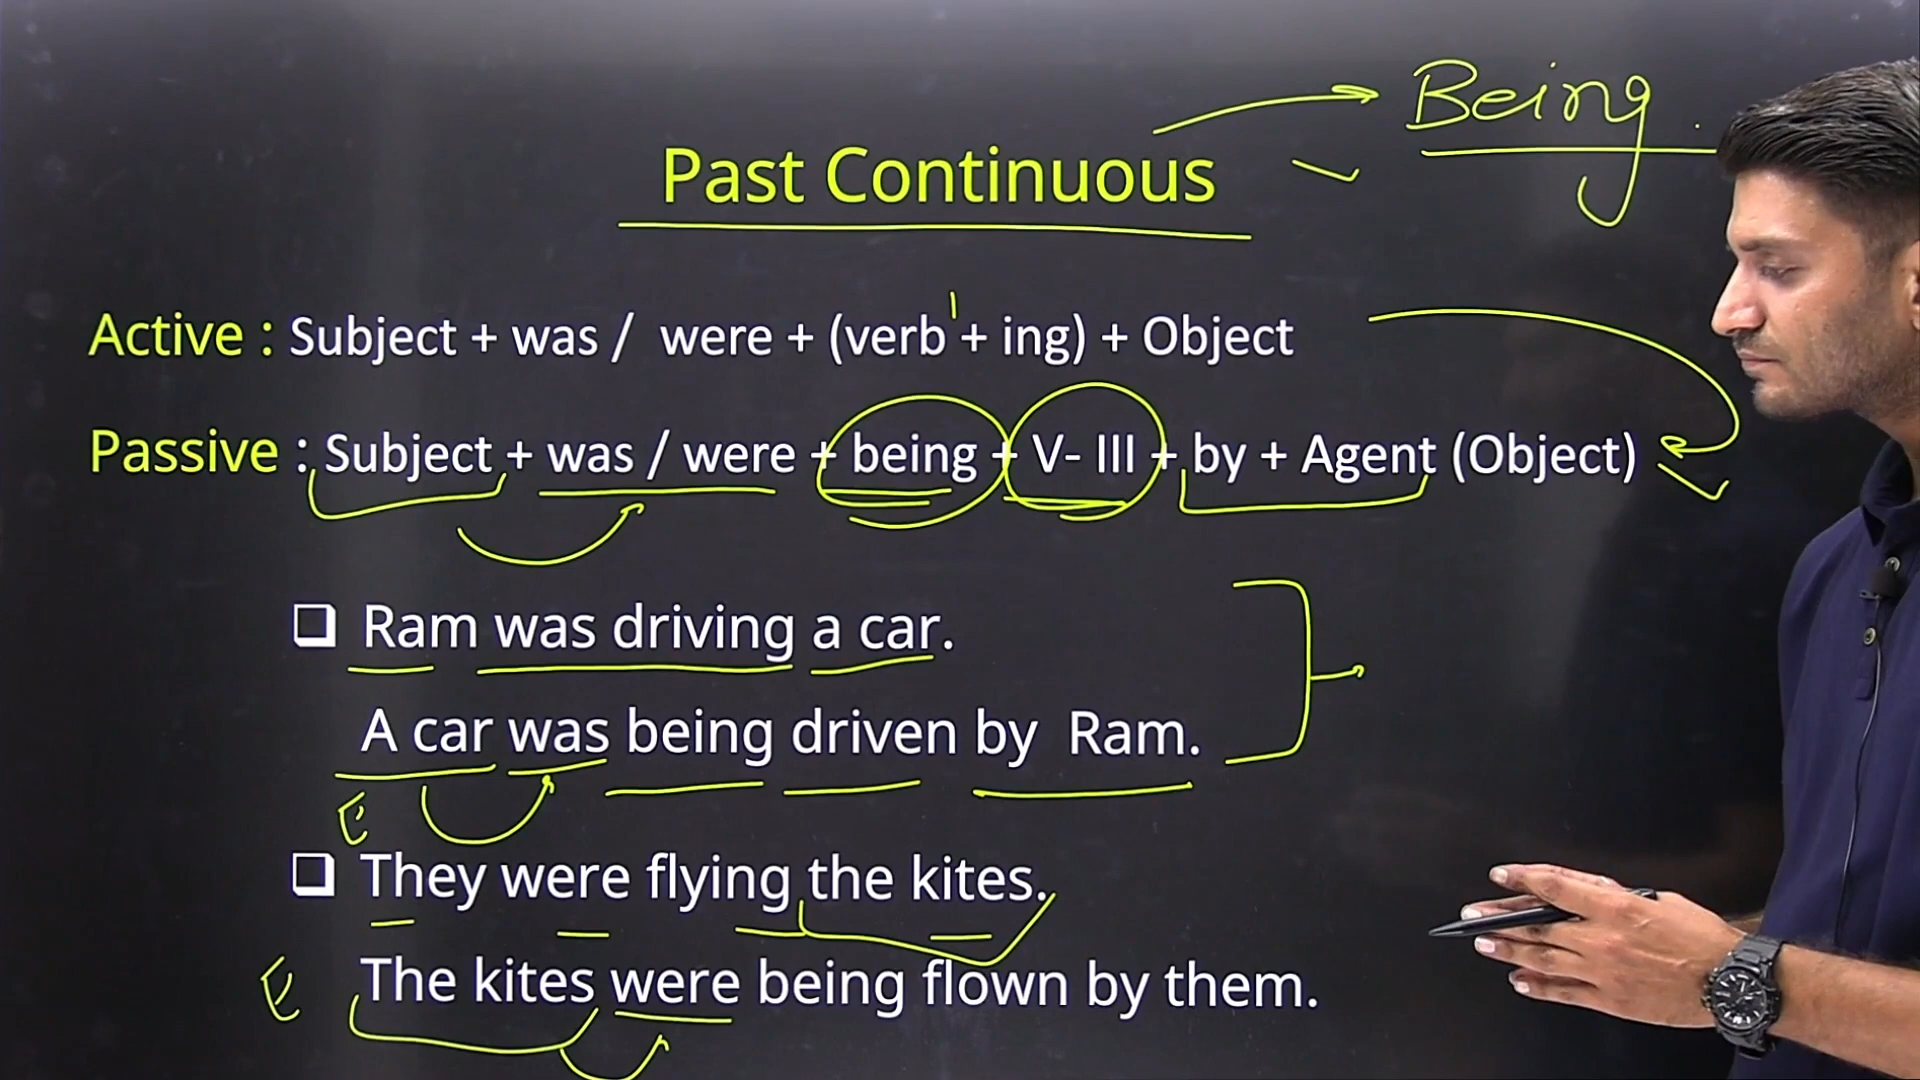 Being
Past Continuous
Active : Subject + was / were + (verb¹ + ing) + Object
Passive : Subject + was / were + being + V- III + by + Agent (Object)
❑ Ram was driving a car.
A car was being driven by Ram.
❑ They were flying the kites.
The kites were being flown by them.